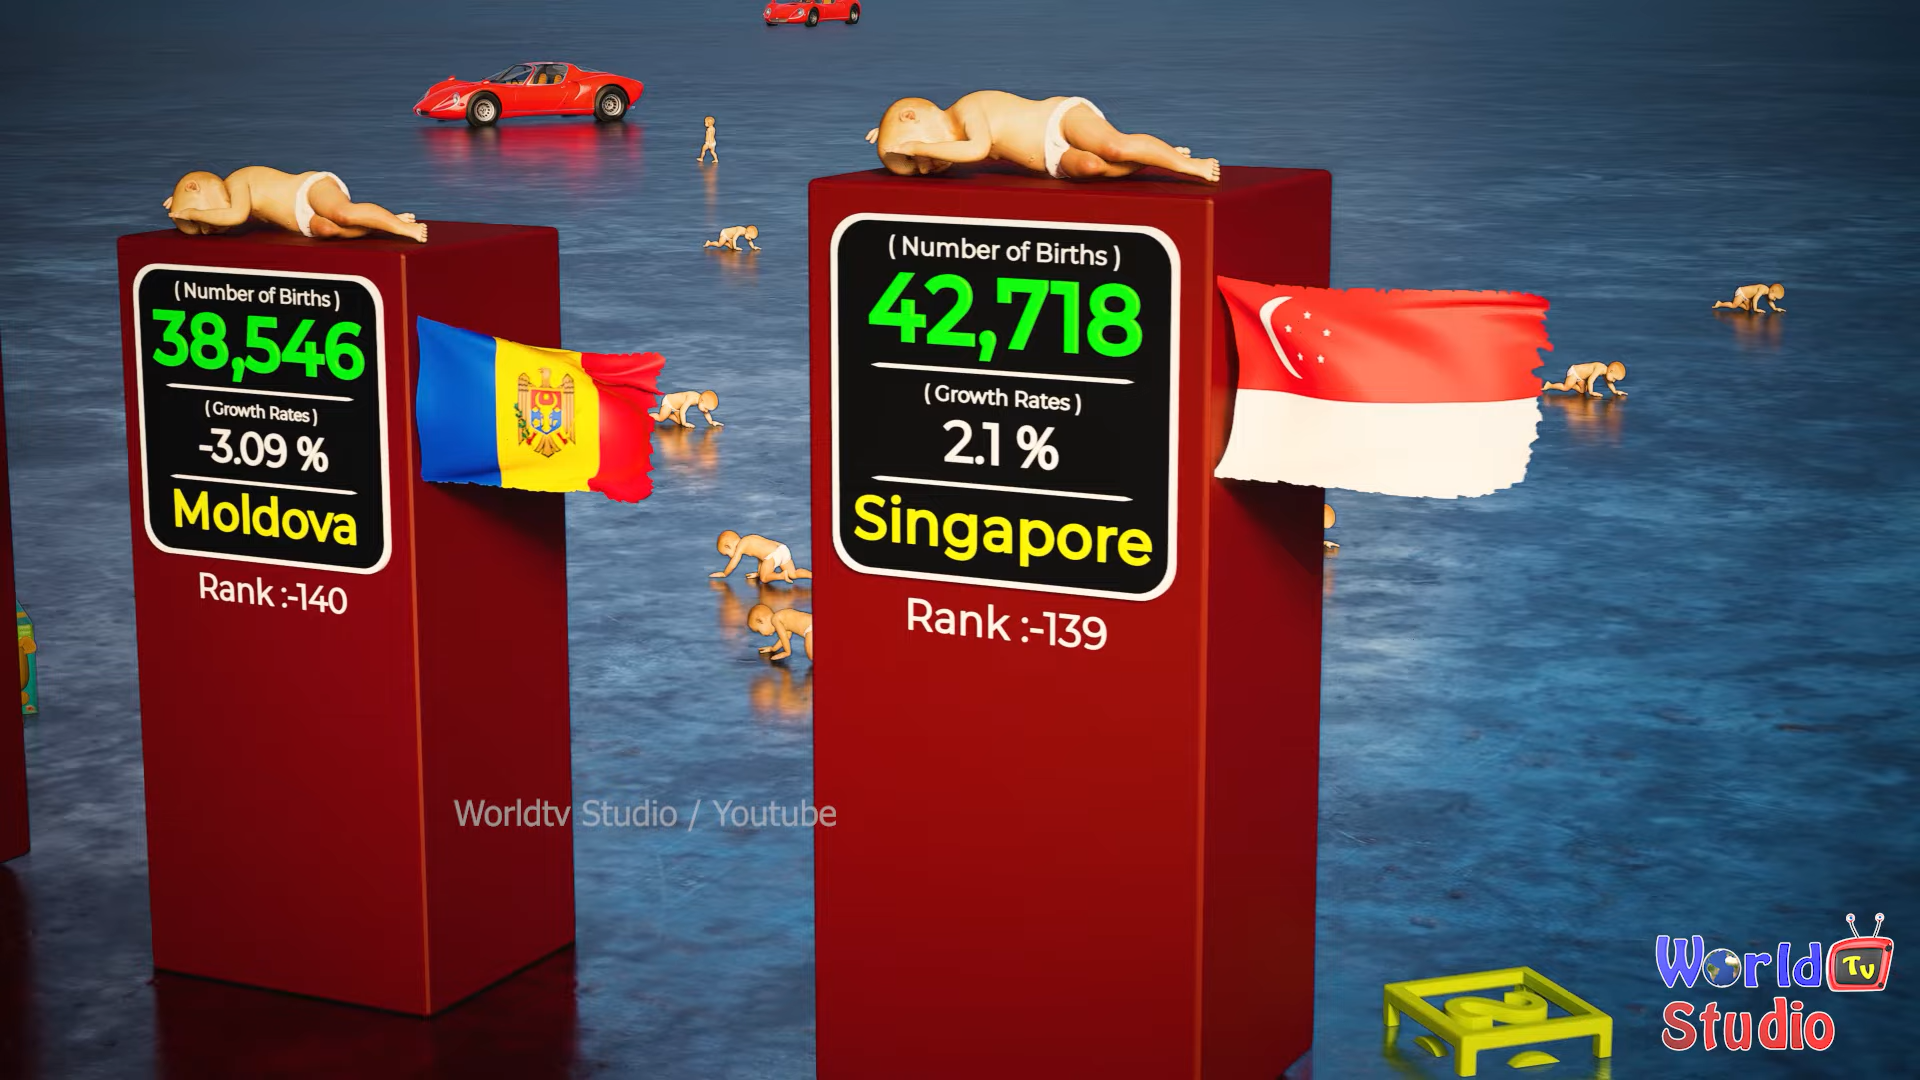 ( Number of Births )
38,546
( Growth Rates )
-3.09 %
Moldova
Rank :-140
( Number of Births )
42,718
( Growth Rates )
2.1 %
Singapore
Rank :-139
Worldtv Studio / Youtube
World Tv
Studio